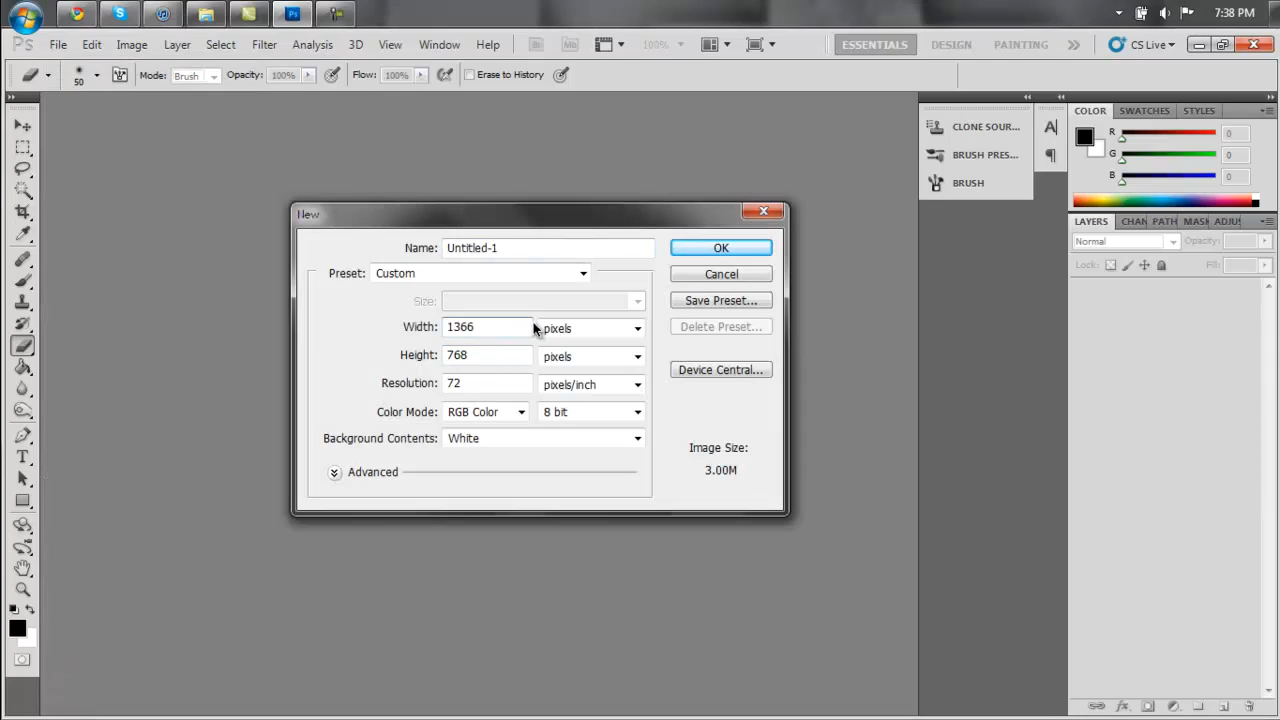 7:38 PM
Ps File Edit Image Layer Select Filter Analysis 3D View Window Help Br Mb 100% ESSENTIALS DESIGN PAINTING CS Live
50 Mode: Brush Opacity: 100% Flow: 100% Erase to History
CLONE SOUR...
BRUSH PRES...
BRUSH
COLOR SWATCHES STYLES
R 0
G 0
B 0
LAYERS CHAN PATH MASK ADJU
Normal Opacity:
Lock: Fill:
New
Name: Untitled-1 OK
Preset: Custom Cancel
Size: Save Preset...
Width: 1366 pixels Delete Preset...
Height: 768 pixels
Device Central...
Resolution: 72 pixels/inch
Color Mode: RGB Color 8 bit
Background Contents: White
Image Size:
3.00M
Advanced